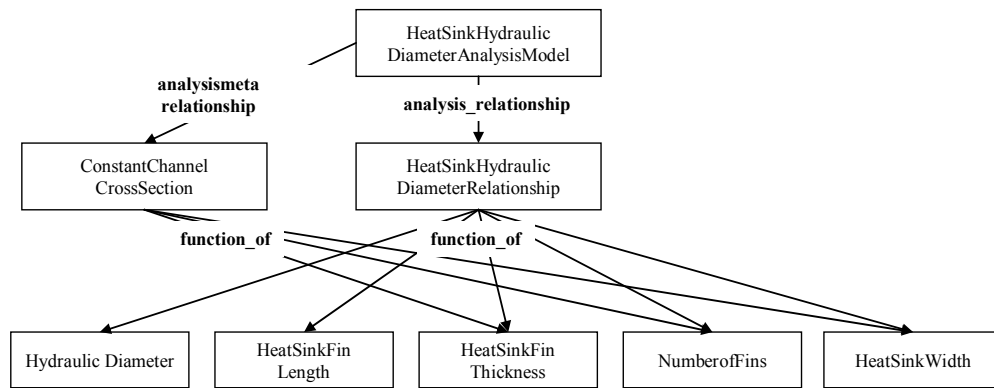 HeatSinkHydraulic
DiameterAnalysisModel
analysismeta
relationship
analysis_relationship
ConstantChannel
CrossSection
HeatSinkHydraulic
DiameterRelationship
function_of
function_of
Hydraulic Diameter
HeatSinkFin
Length
HeatSinkFin
Thickness
NumberofFins
HeatSinkWidth